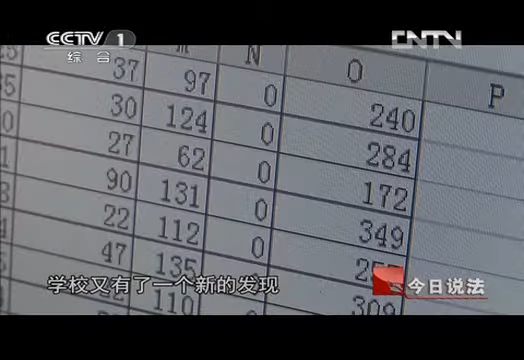 CCTV 1 CNTV
综合
N O P
37 97 0 240
30 124 0 284
27 62 0 172
90 131 0 349
22 112 0
47 135
110 309
学校又有了一个新的发现
今日说法